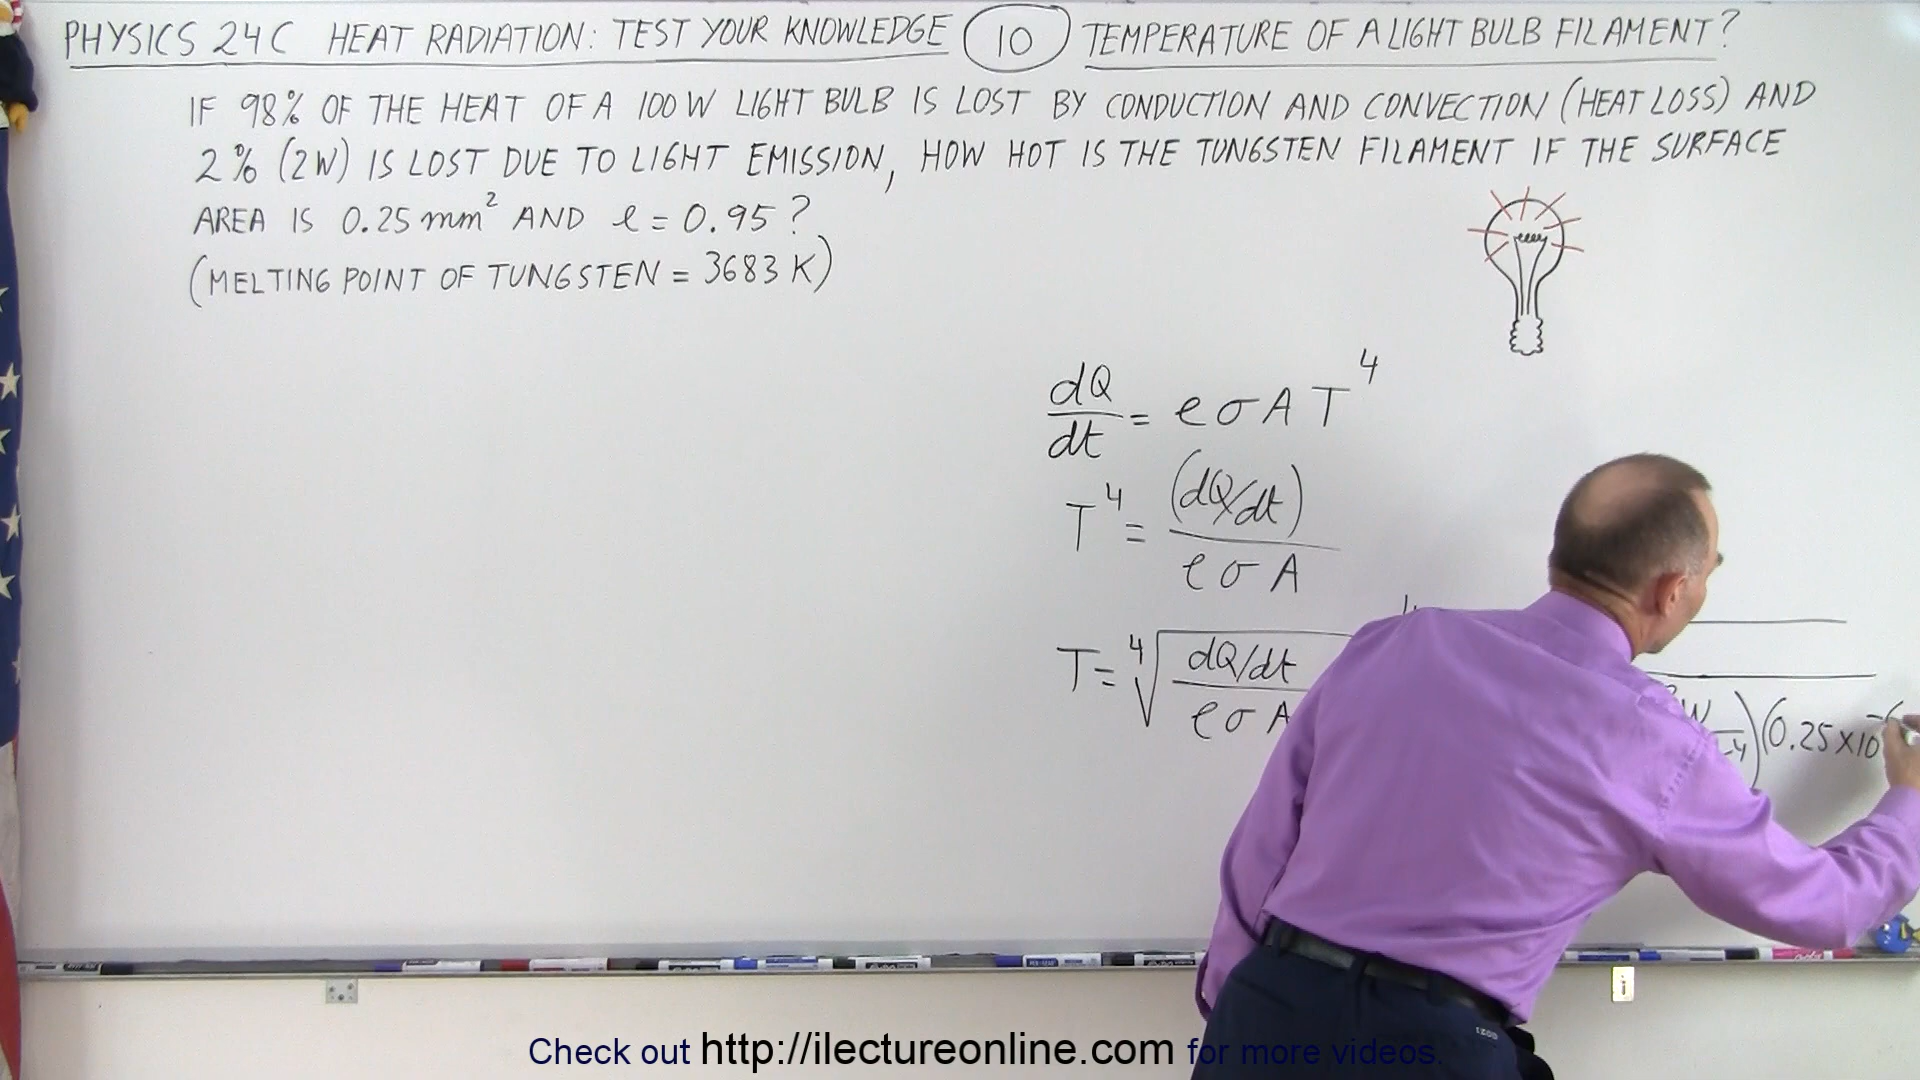 PHYSICS 24C HEAT RADIATION: TEST YOUR KNOWLEDGE 10 TEMPERATURE OF A LIGHT BULB FILAMENT?
IF 98% OF THE HEAT OF A 100W LIGHT BULB IS LOST BY CONDUCTION AND CONVECTION (HEAT LOSS) AND
2% (2W) IS LOST DUE TO LIGHT EMISSION, HOW HOT IS THE TUNGSTEN FILAMENT IF THE SURFACE
AREA IS 0.25 mm² AND e = 0.95?
(MELTING POINT OF TUNGSTEN = 3683 K)
dQ/dt = e σ A T⁴
T⁴ = (dQ/dt) / e σ A
T = ⁴√ dQ/dt / e σ A
W
-4) (0.25 x 10
Check out http://ilectureonline.com for more videos.